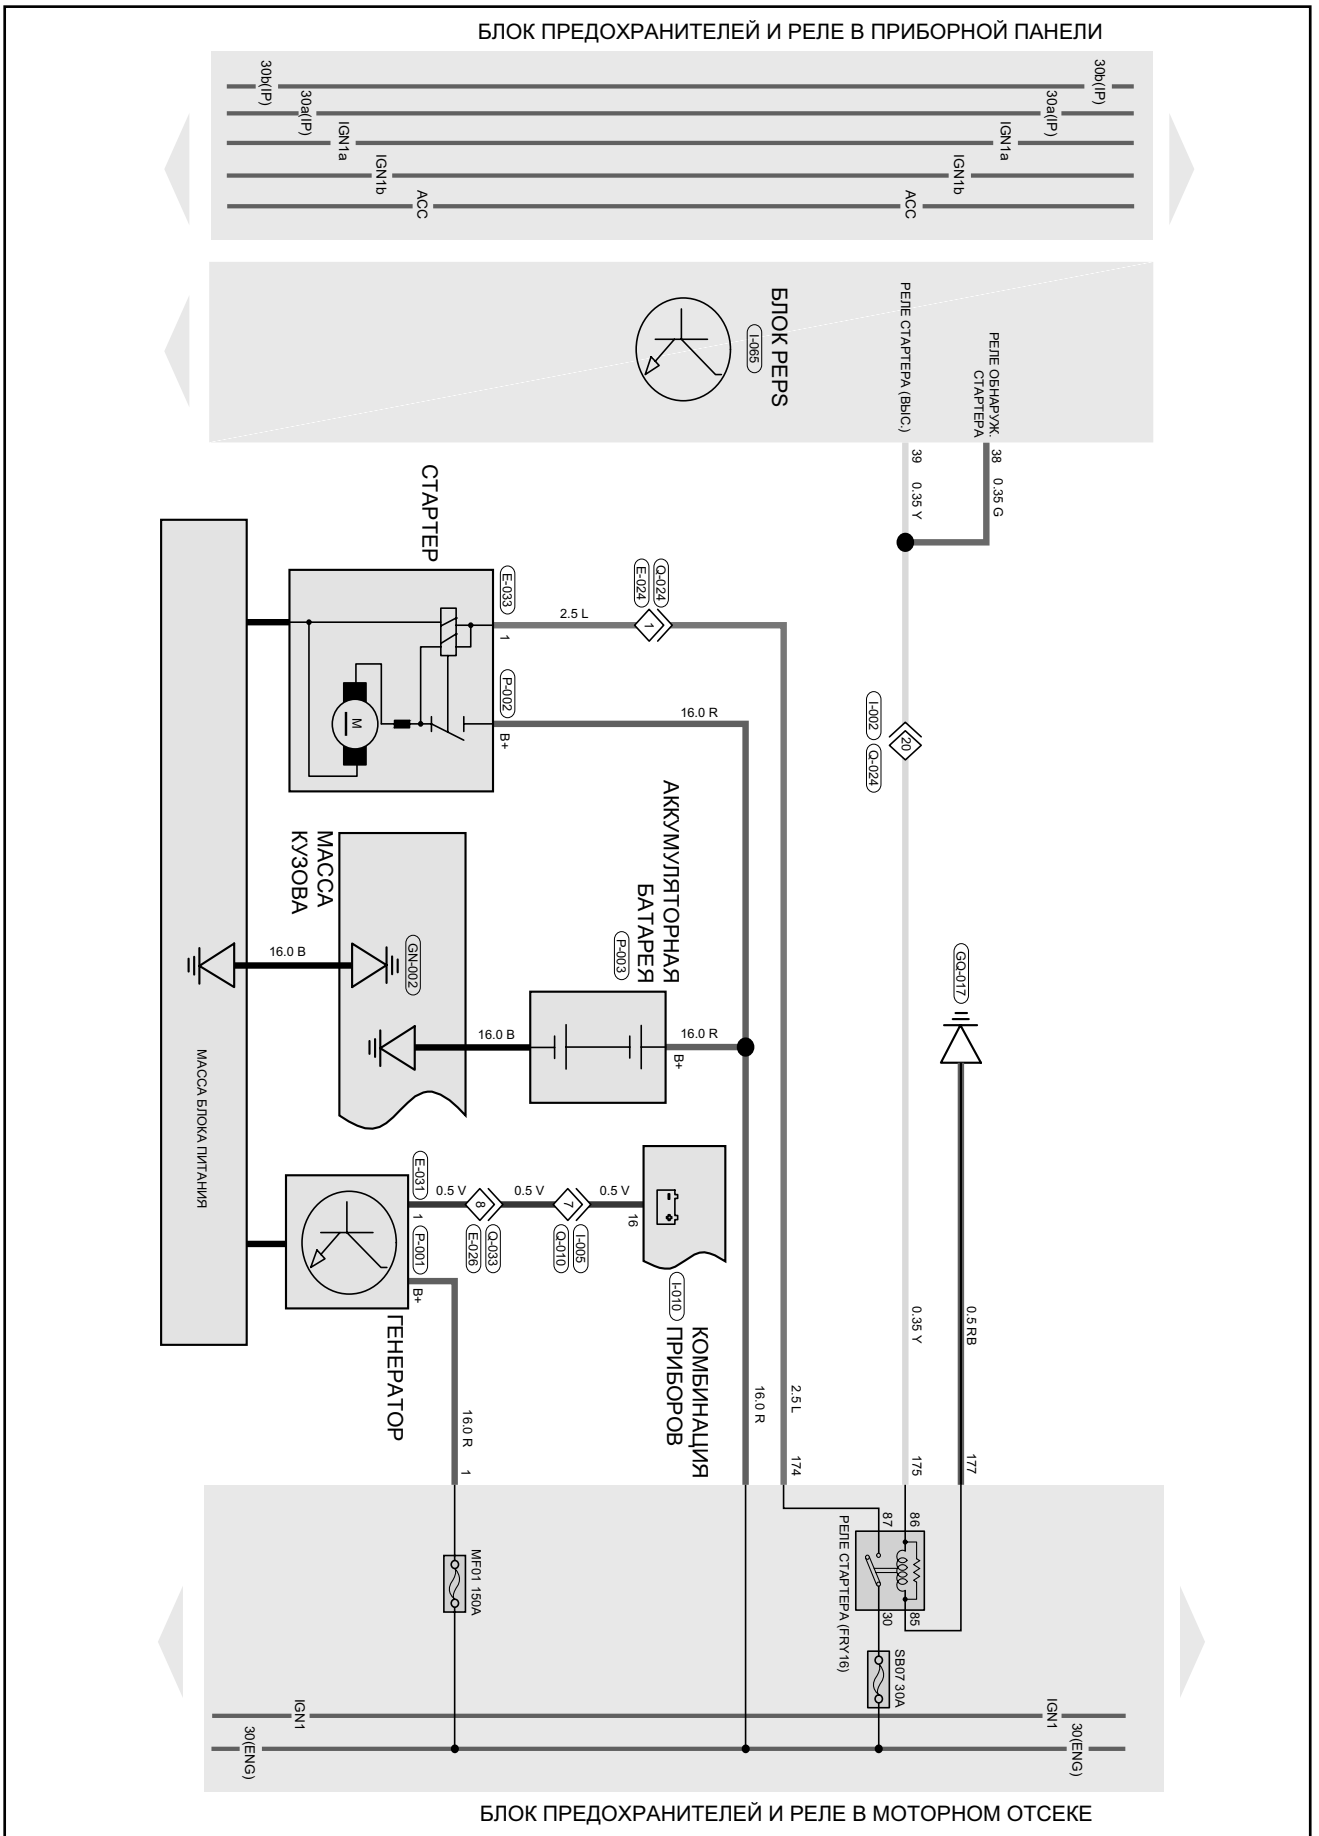 БЛОК ПРЕДОХРАНИТЕЛЕЙ И РЕЛЕ В ПРИБОРНОЙ ПАНЕЛИ
30b(IP)
30b(IP)
30a(IP)
30a(IP)
IGN1a
IGN1a
IGN1b
IGN1b
ACC
ACC
БЛОК PEPS
I-065
РЕЛЕ СТАРТЕРА (ВЫС.)
РЕЛЕ ОБНАРУЖ.
СТАРТЕРА
39
0.35 Y
38
0.35 G
СТАРТЕР
E-033
1
2.5 L
Q-024
E-024
1
P-002
B+
16.0 R
M
I-002
Q-024
20
АККУМУЛЯТОРНАЯ
БАТАРЕЯ
P-003
МАССА
КУЗОВА
GN-002
16.0 B
16.0 B
16.0 R
B+
GQ-017
МАССА БЛОКА ПИТАНИЯ
E-031
1
0.5 V
8
Q-033
E-026
0.5 V
7
I-005
Q-010
0.5 V
16
P-001
B+
I-010
КОМБИНАЦИЯ
ПРИБОРОВ
ГЕНЕРАТОР
16.0 R
1
16.0 R
2.5 L
174
0.35 Y
175
0.5 RB
177
87
86
30
85
РЕЛЕ СТАРТЕРА (FRY16)
MF01 150A
SB07 30A
IGN1
IGN1
30(ENG)
30(ENG)
БЛОК ПРЕДОХРАНИТЕЛЕЙ И РЕЛЕ В МОТОРНОМ ОТСЕКЕ